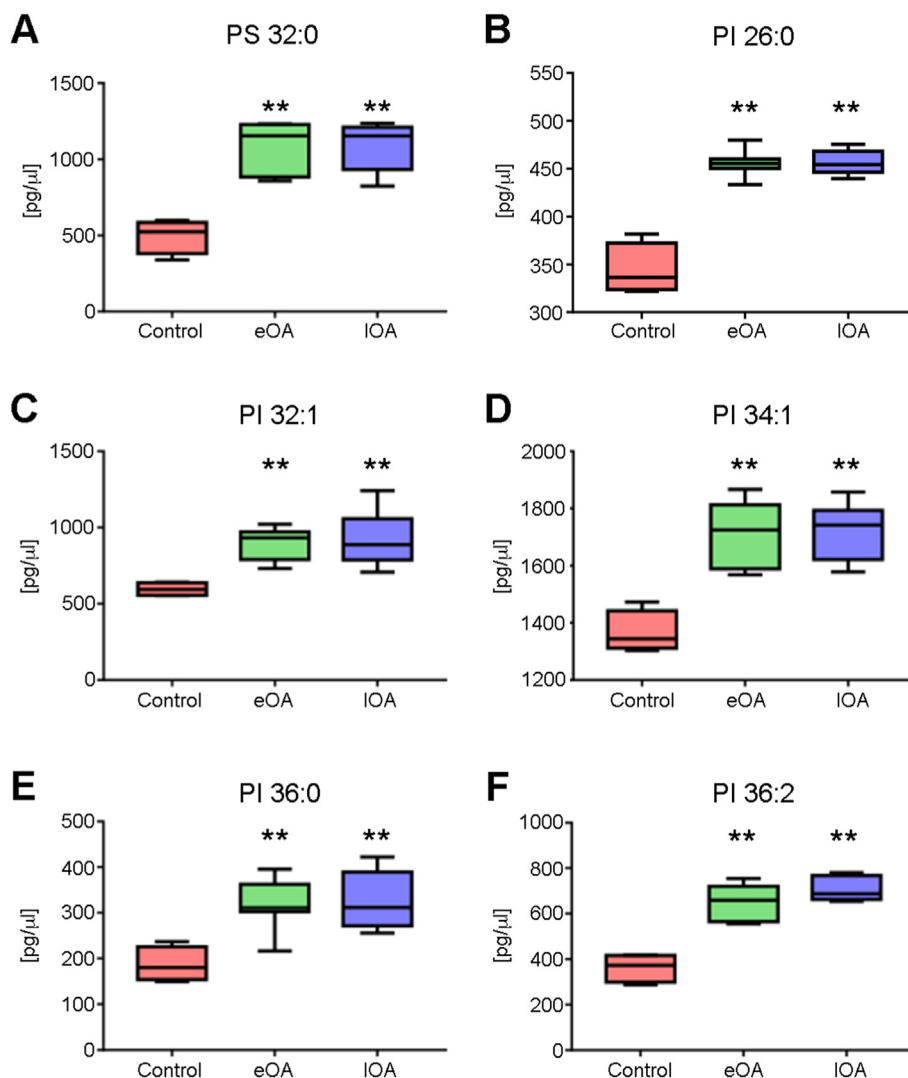 A
PS 32:0
[pg/µl]
1500
1000
500
0
** **
Control eOA lOA
B
PI 26:0
[pg/µl]
550
500
450
400
350
300
** **
Control eOA lOA
C
PI 32:1
[pg/µl]
1500
1000
500
0
** **
Control eOA lOA
D
PI 34:1
[pg/µl]
2000
1800
1600
1400
1200
** **
Control eOA lOA
E
PI 36:0
[pg/µl]
500
400
300
200
100
0
** **
Control eOA lOA
F
PI 36:2
[pg/µl]
1000
800
600
400
200
0
** **
Control eOA lOA